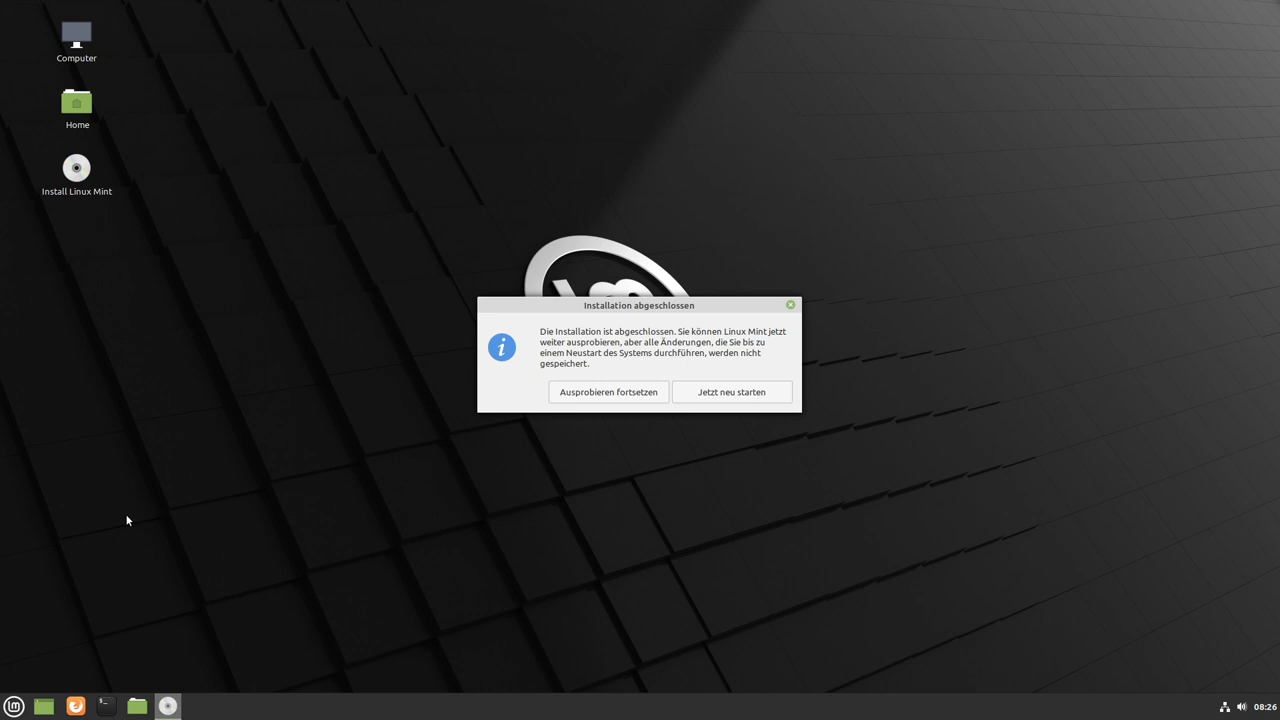 Computer
Home
Install Linux Mint
Installation abgeschlossen
Die Installation ist abgeschlossen. Sie können Linux Mint jetzt
weiter ausprobieren, aber alle Änderungen, die Sie bis zu
einem Neustart des Systems durchführen, werden nicht
gespeichert.
Ausprobieren fortsetzen
Jetzt neu starten
08:26